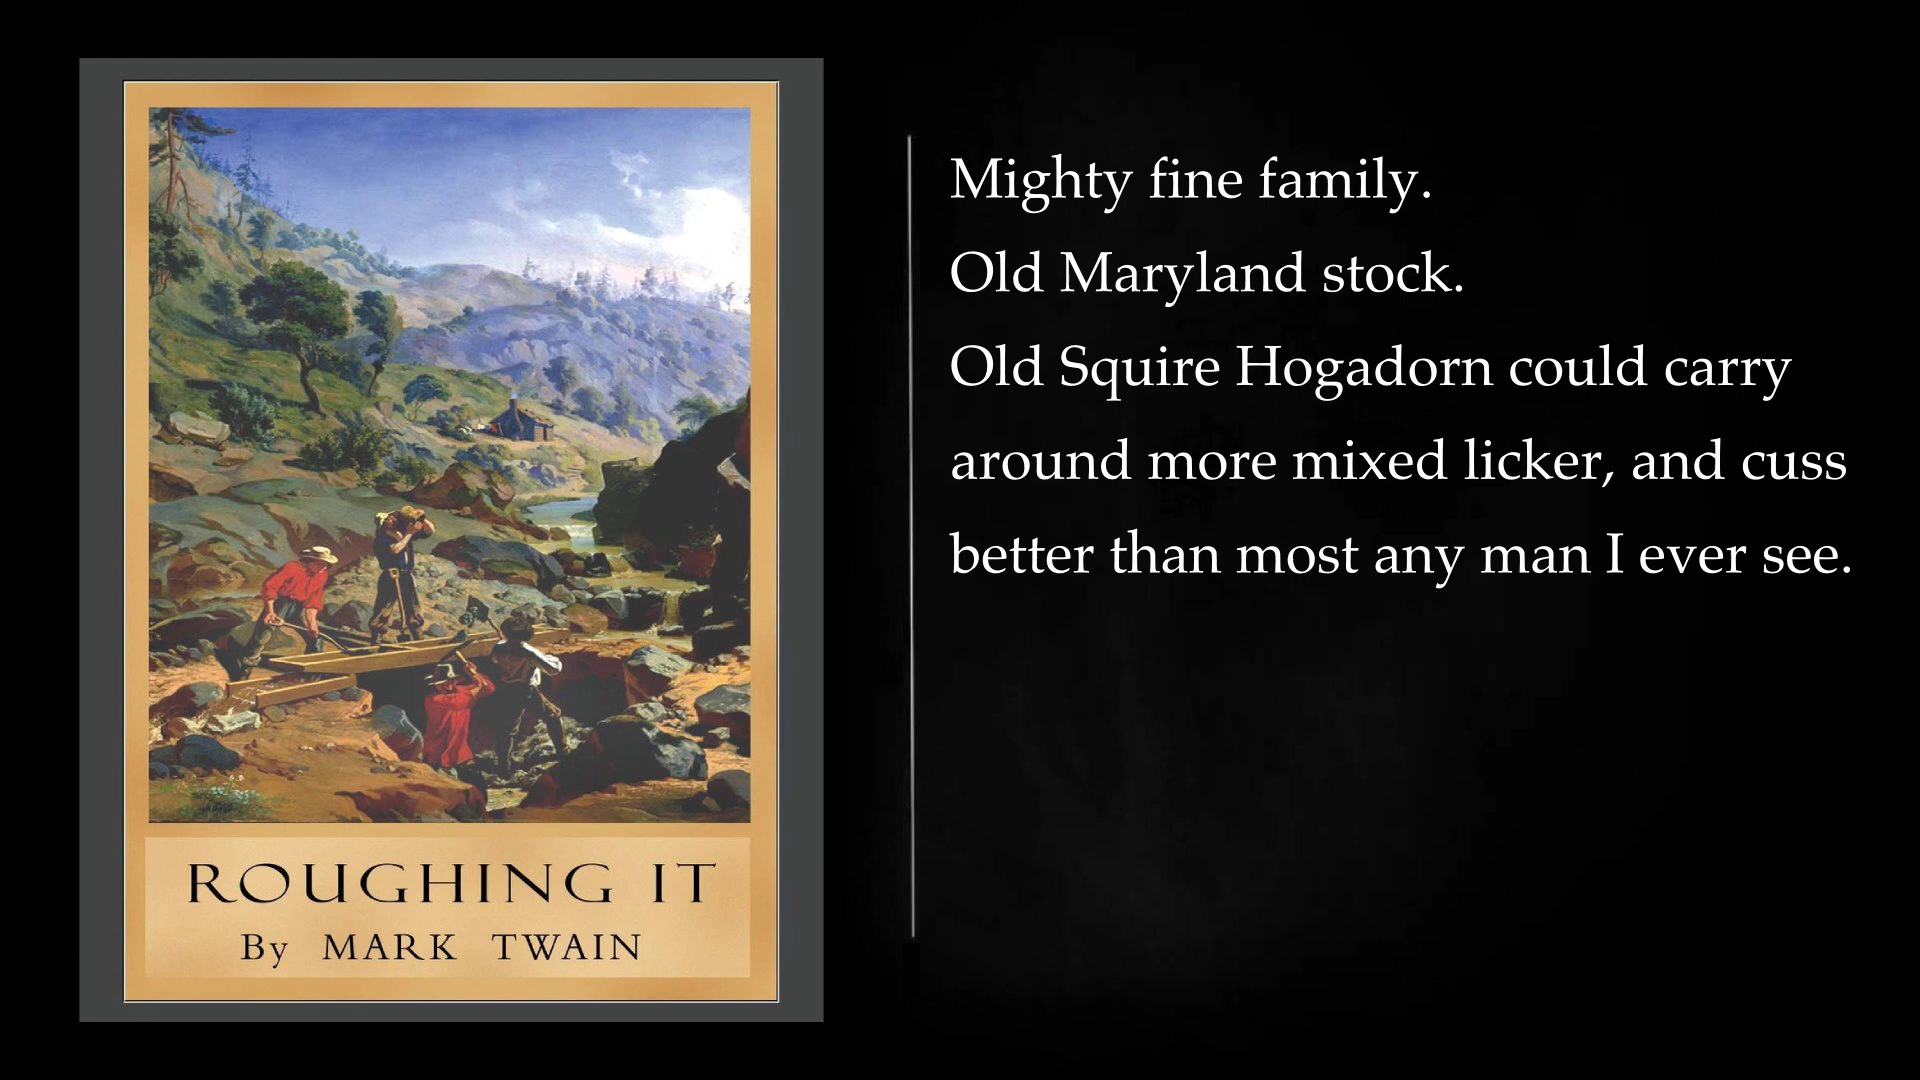 ROUGHING IT
By MARK TWAIN
Mighty fine family.
Old Maryland stock.
Old Squire Hogadorn could carry
around more mixed licker, and cuss
better than most any man I ever see.